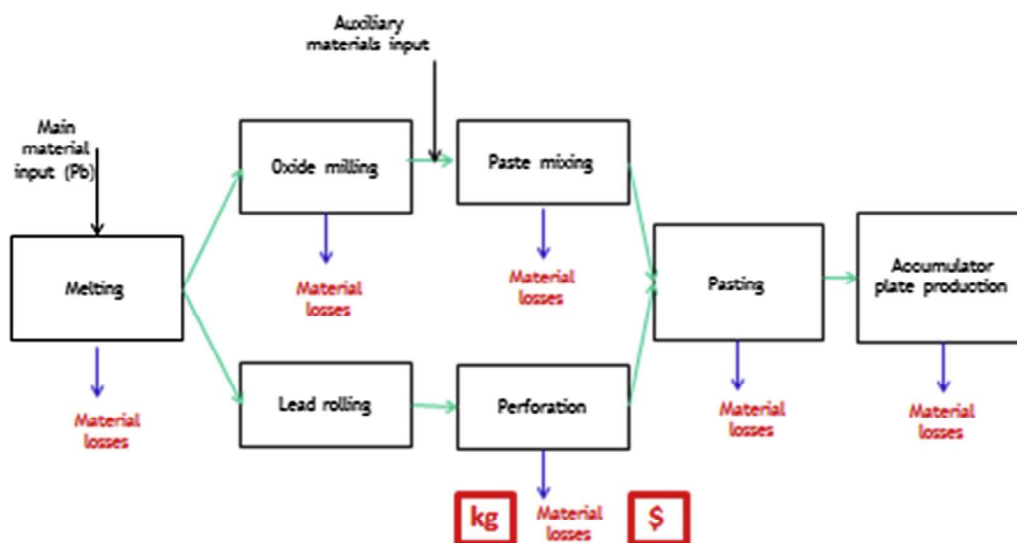 Auxiliary
materials input
Main
material
input (Pb)
Oxide milling
Paste mixing
Melting
Material
losses
Material
losses
Pasting
Accumulator
plate production
Lead rolling
Perforation
Material
losses
Material
losses
Material
losses
kg
Material
losses
$